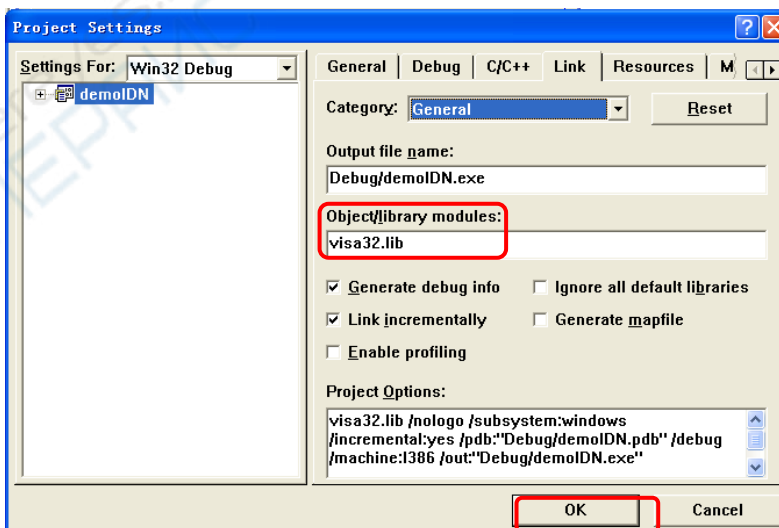 Project Settings
Settings For: Win32 Debug
demoIDN
General Debug C/C++ Link Resources M
Category: General Reset
Output file name:
Debug/demoIDN.exe
Object/library modules:
visa32.lib
Generate debug info Ignore all default libraries
Link incrementally Generate mapfile
Enable profiling
Project Options:
visa32.lib /nologo /subsystem:windows
/incremental:yes /pdb:"Debug/demoIDN.pdb" /debug
/machine:I386 /out:"Debug/demoIDN.exe"
OK Cancel